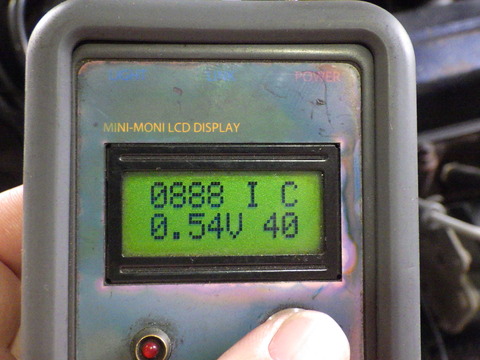 POWER
MINI-MONI LCD DISPLAY
0888 I C
0.54V 40